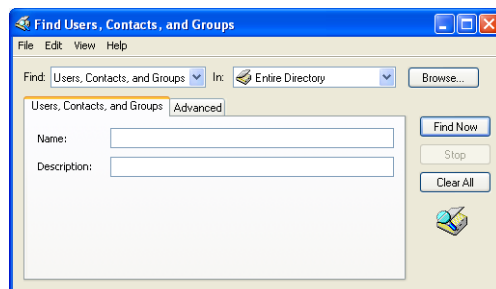 Find Users, Contacts, and Groups
File Edit View Help
Find: Users, Contacts, and Groups In: Entire Directory Browse...
Users, Contacts, and Groups Advanced
Find Now
Name:
Stop
Description:
Clear All